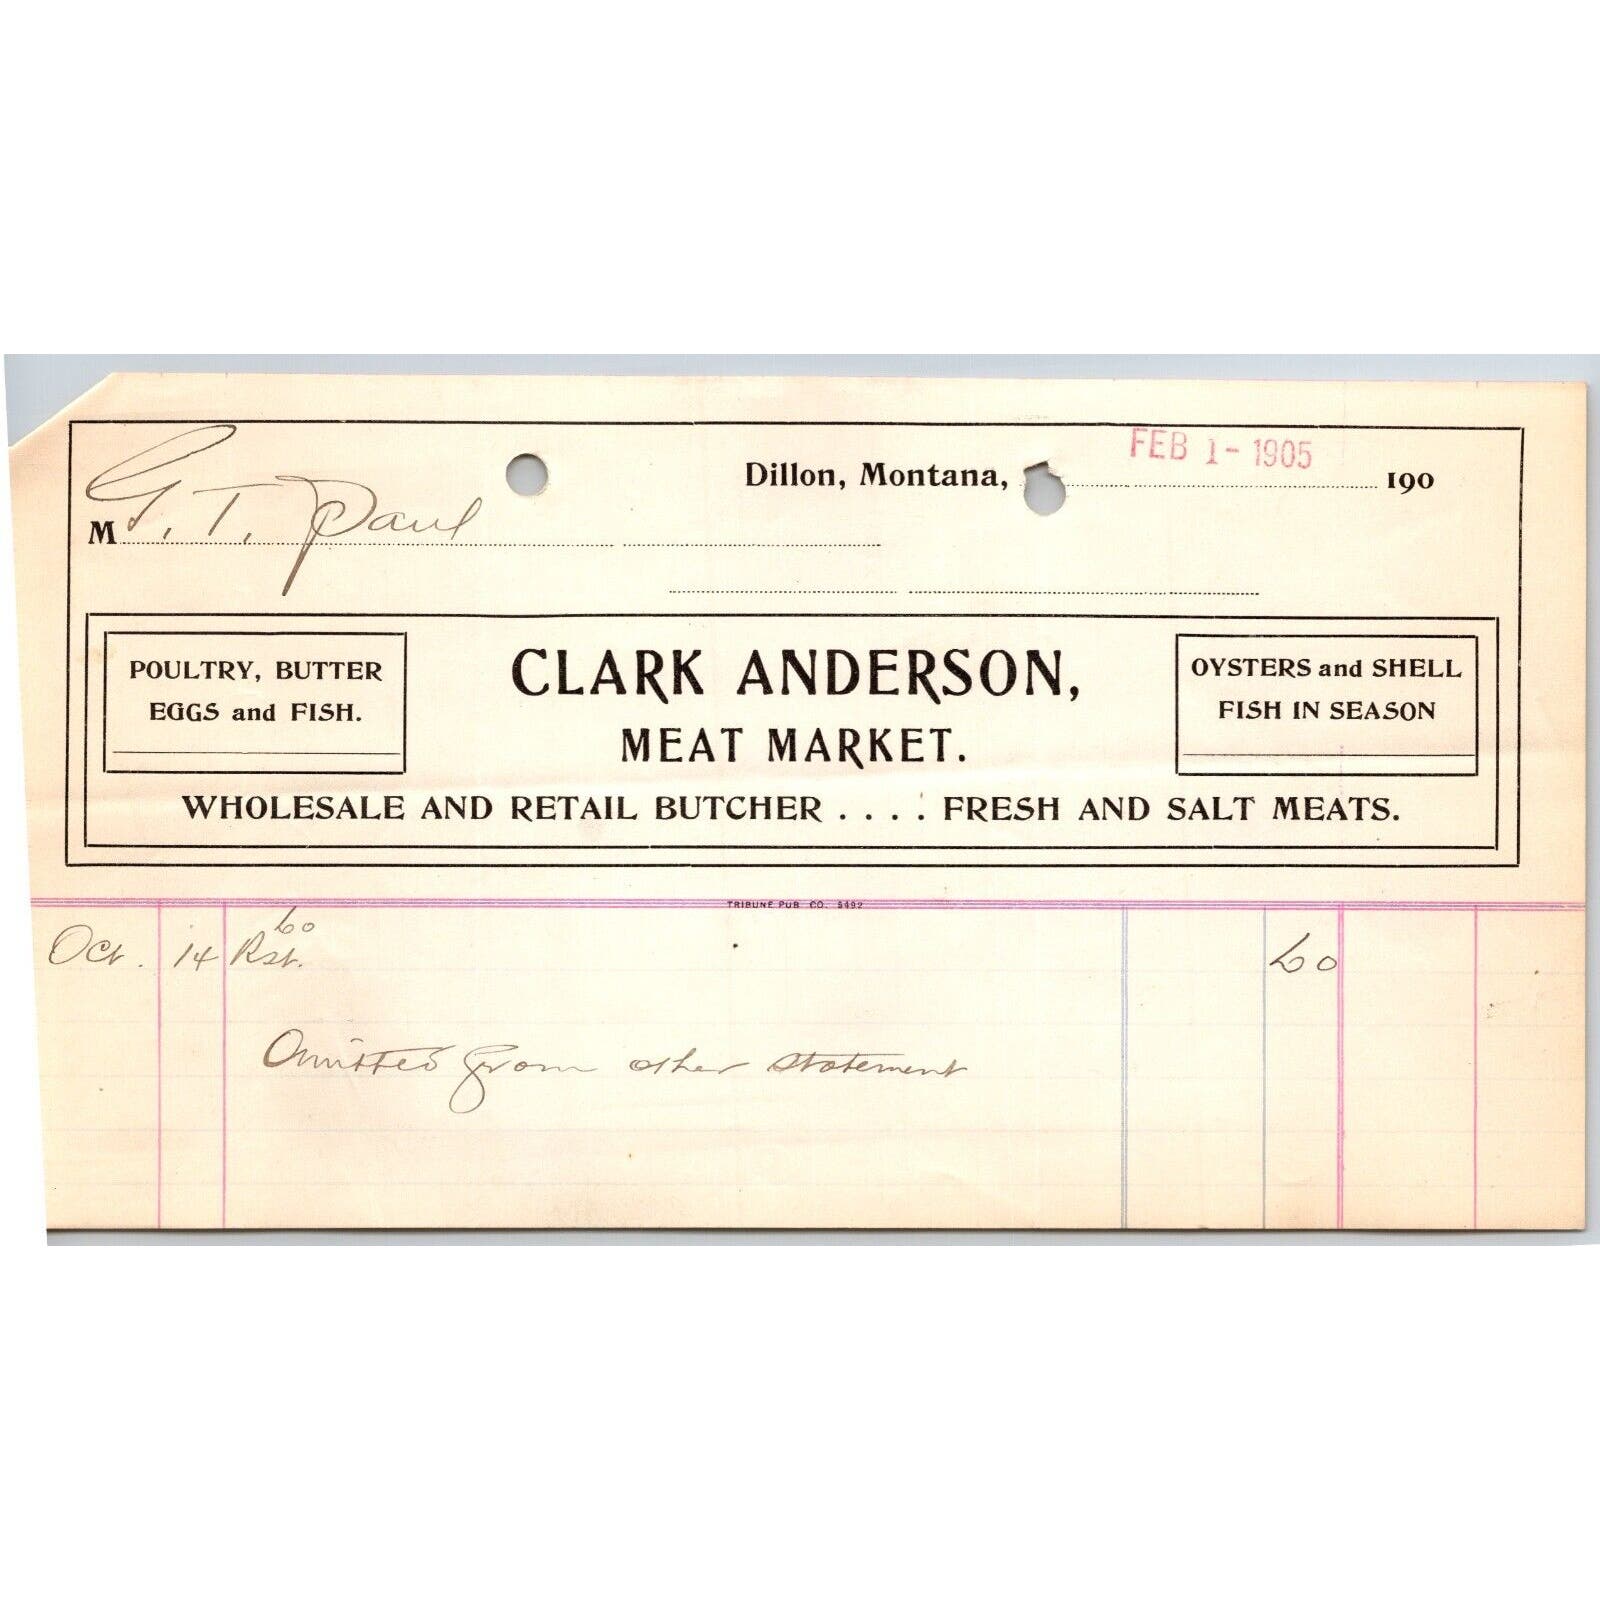 FEB 1-1905
Dillon, Montana, 190
M G. T. Paul
POULTRY, BUTTER
EGGS and FISH.
CLARK ANDERSON,
MEAT MARKET.
OYSTERS and SHELL
FISH IN SEASON
WHOLESALE AND RETAIL BUTCHER . . . . FRESH AND SALT MEATS.
TRIBUNE PUB CO. 9492
60
Oct. 14 Rst. 60
Omitted from other statement